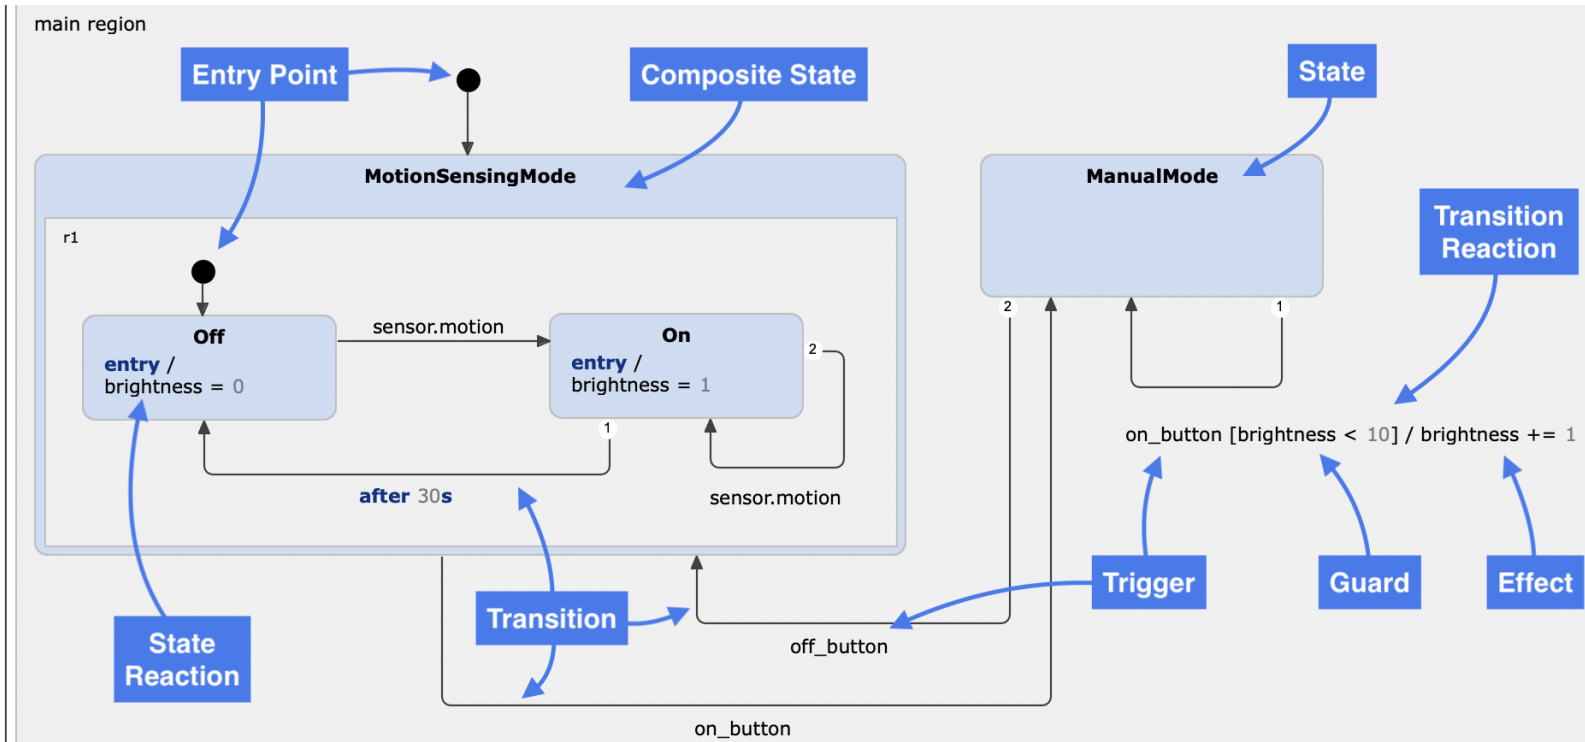 main region
Entry Point
Composite State
State
MotionSensingMode
ManualMode
Transition
Reaction
r1
Off
entry /
brightness = 0
sensor.motion
On
entry /
brightness = 1
2
1
after 30s
sensor.motion
2
1
on_button [brightness < 10] / brightness += 1
Trigger
Guard
Effect
Transition
State
Reaction
off_button
on_button